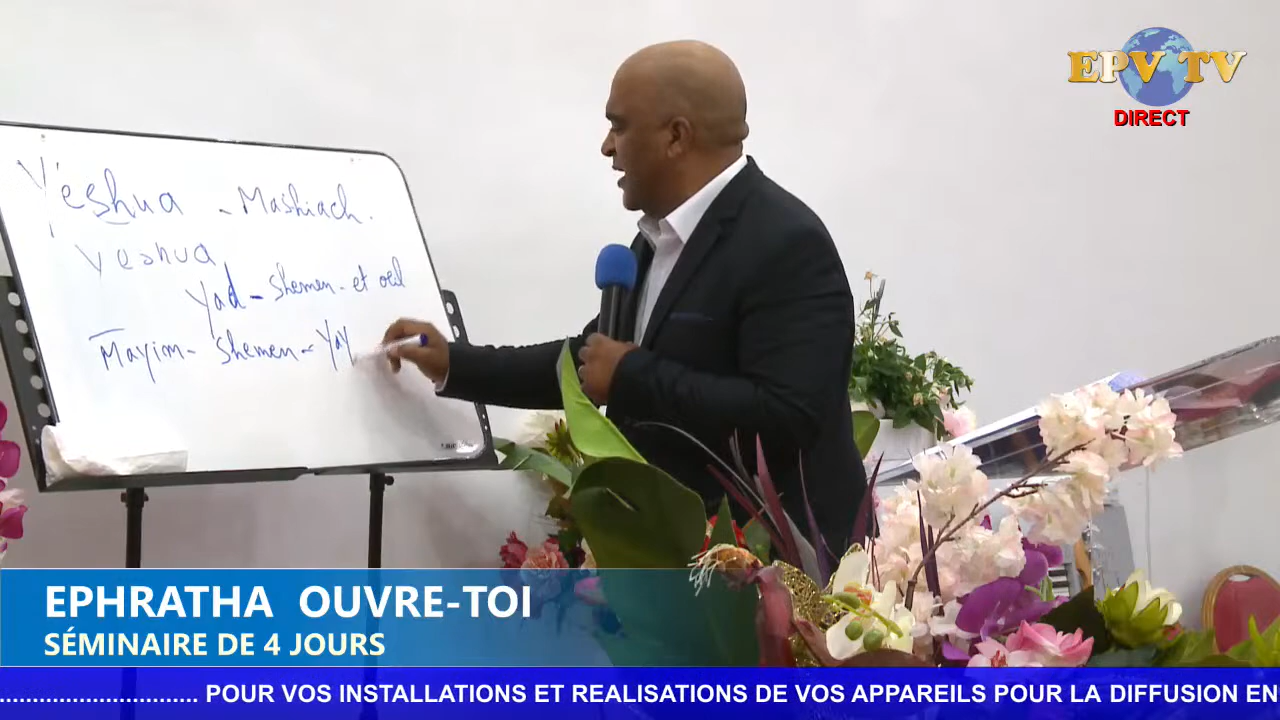 Yeshua - Mashiach.
Yeshua
Yad - Shemen - et oeil
Mayim - Shemen - Yay
EPV TV
DIRECT
EPHRATHA OUVRE-TOI
SÉMINAIRE DE 4 JOURS
.............................. POUR VOS INSTALLATIONS ET REALISATIONS DE VOS APPAREILS POUR LA DIFFUSION EN